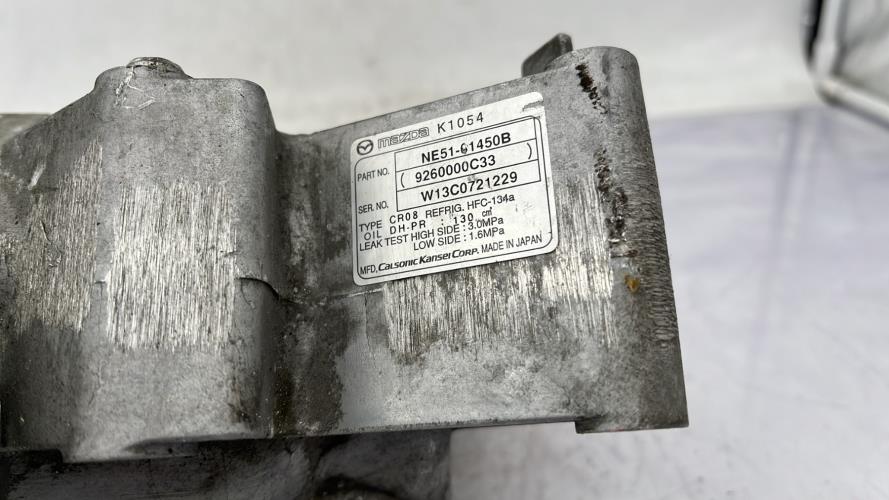 mazda K1054
PART NO. NE51-61450B
( 9260000C33 )
SER.NO. W13C0721229
TYPE CR08 REFRIG. HFC-134a
OIL DH-PR : 130 cm³
LEAK TEST HIGH SIDE : 3.0MPa
LOW SIDE : 1.6MPa
MFD. CALSONIC KANSEI CORP. MADE IN JAPAN